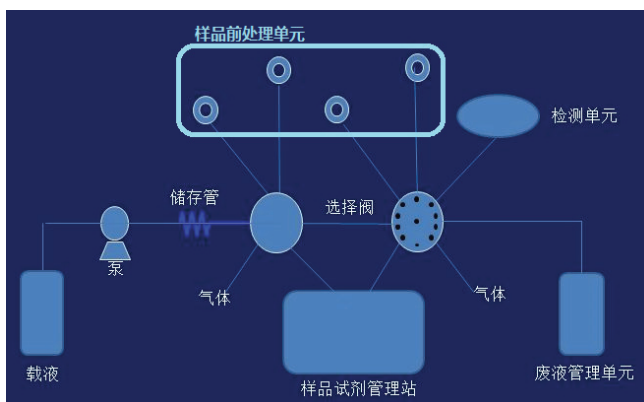 样品前处理单元
检测单元
储存管
选择阀
泵
气体
气体
载液
样品试剂管理站
废液管理单元